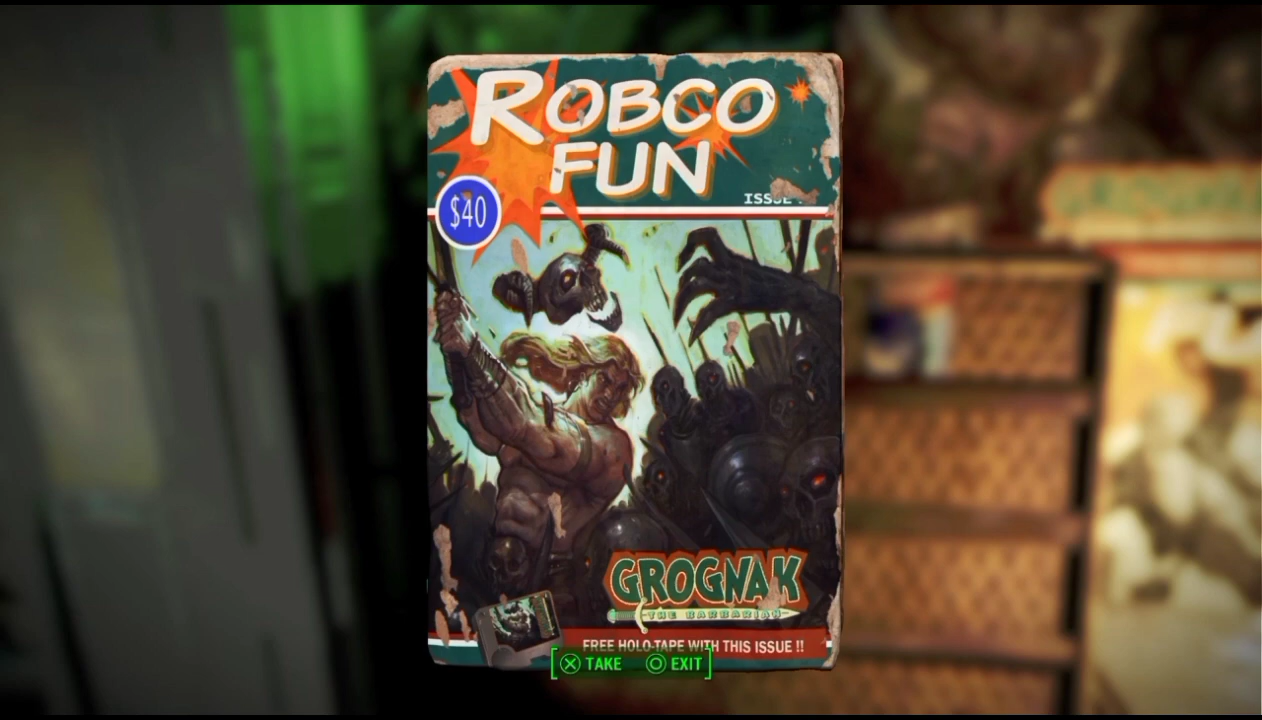 ROBCO
FUN
ISSUE
$40
GROGNAK
THE BARBARIAN
FREE HOLO-TAPE WITH THIS ISSUE !!
TAKE
EXIT